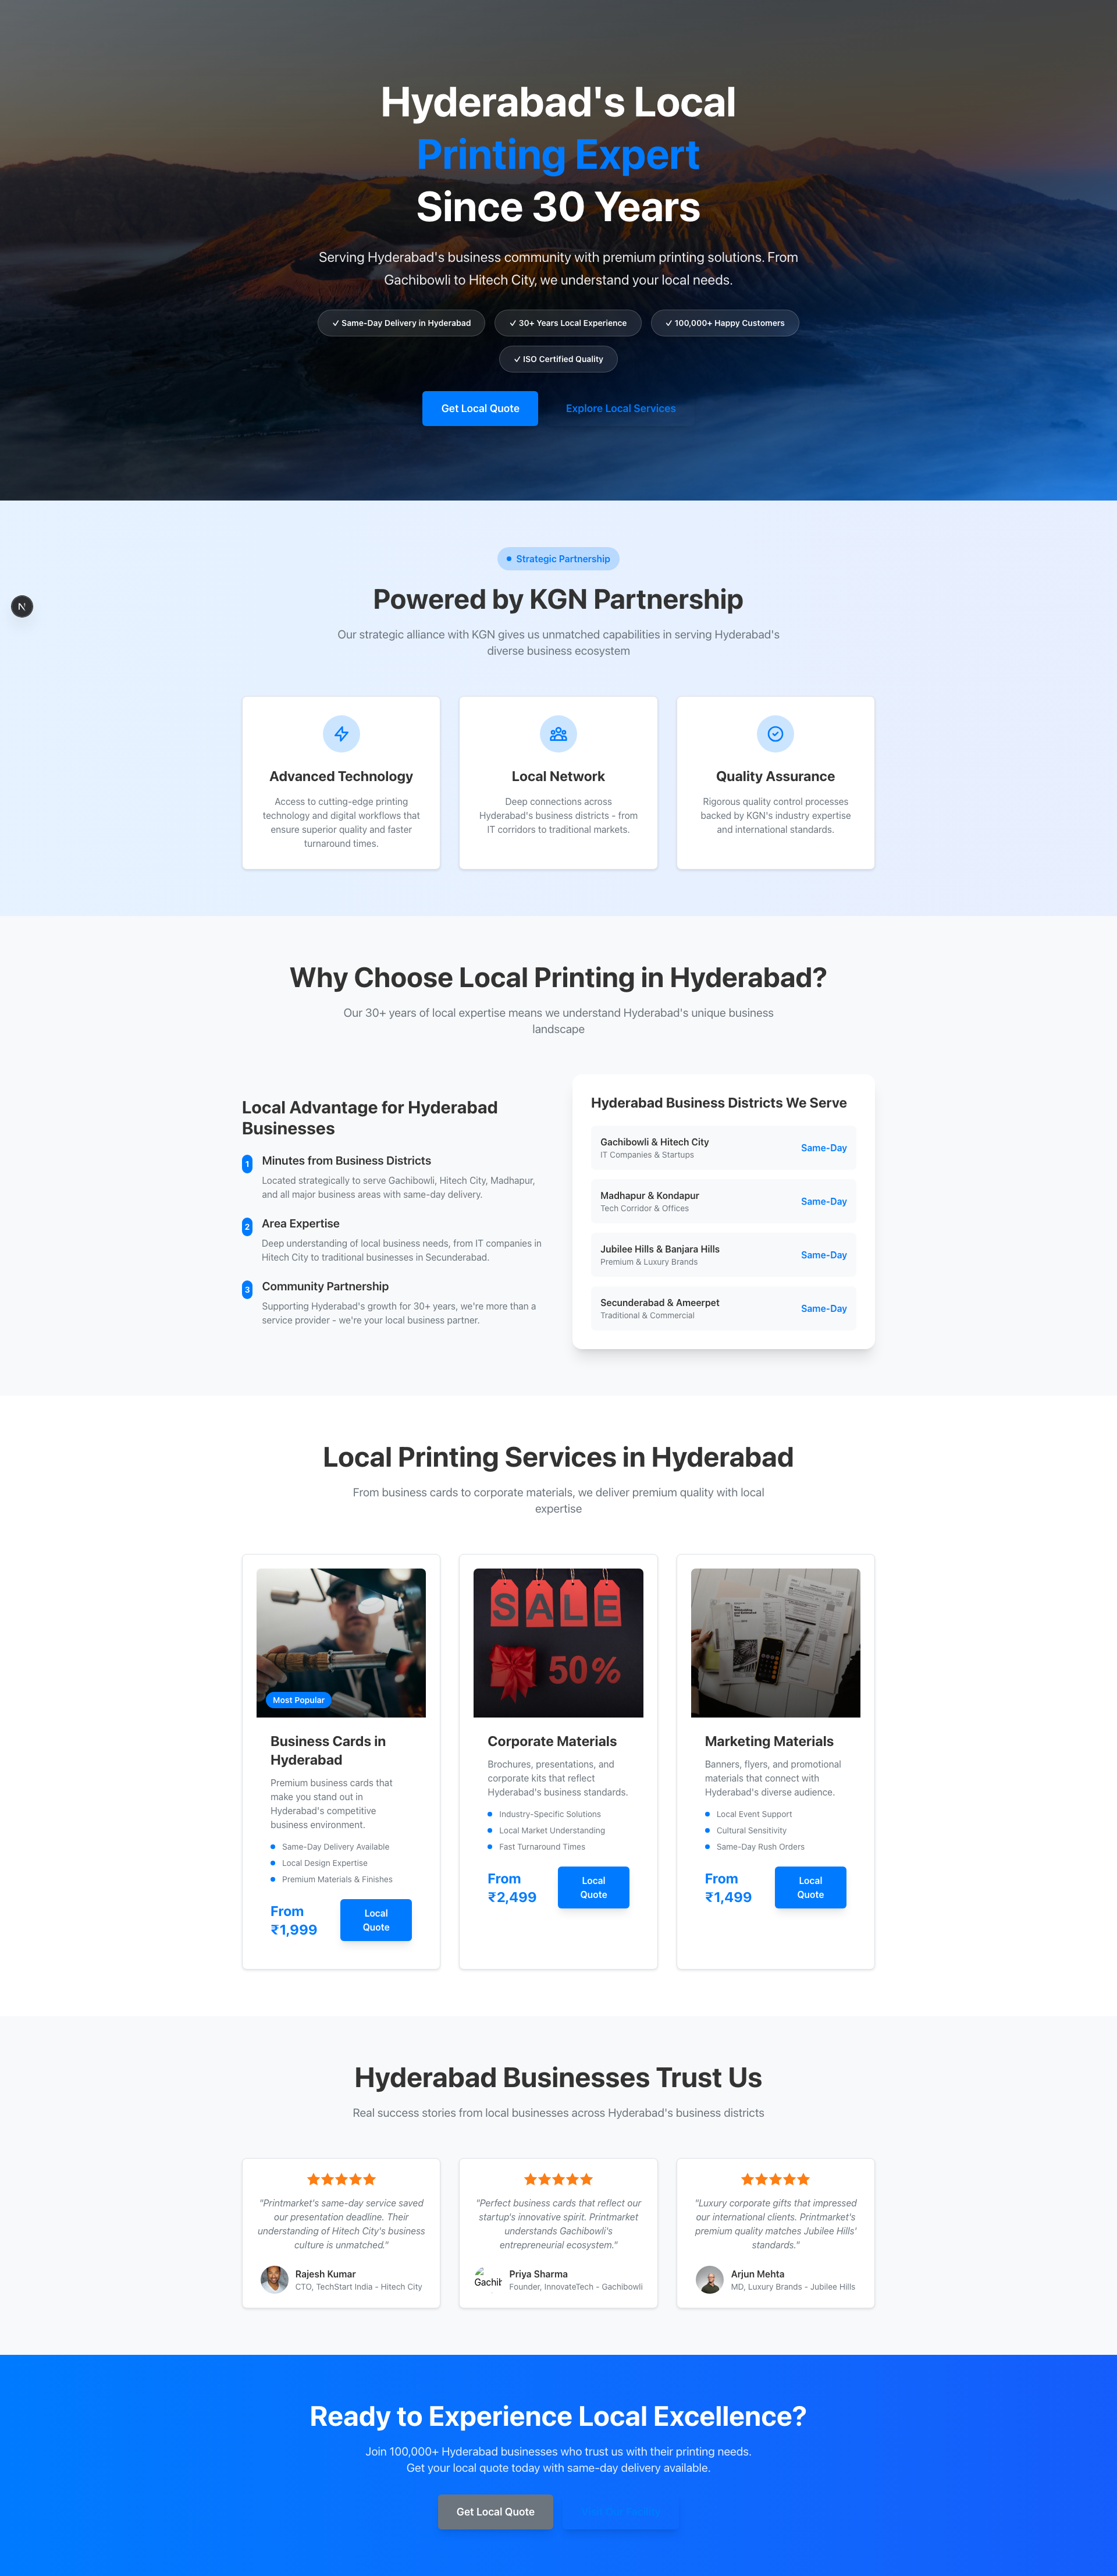 Hyderabad's Local
Printing Expert
Since 30 Years
Serving Hyderabad's business community with premium printing solutions. From
Gachibowli to Hitech City, we understand your local needs.
✓ Same-Day Delivery in Hyderabad
✓ 30+ Years Local Experience
✓ 100,000+ Happy Customers
✓ ISO Certified Quality
Get Local Quote
Explore Local Services
Strategic Partnership
Powered by KGN Partnership
N
Our strategic alliance with KGN gives us unmatched capabilities in serving Hyderabad's
diverse business ecosystem
Advanced Technology
Access to cutting-edge printing
technology and digital workflows that
ensure superior quality and faster
turnaround times.
Local Network
Deep connections across
Hyderabad's business districts - from
IT corridors to traditional markets.
Quality Assurance
Rigorous quality control processes
backed by KGN's industry expertise
and international standards.
Why Choose Local Printing in Hyderabad?
Our 30+ years of local expertise means we understand Hyderabad's unique business
landscape
Local Advantage for Hyderabad
Businesses
1
Minutes from Business Districts
Located strategically to serve Gachibowli, Hitech City, Madhapur,
and all major business areas with same-day delivery.
2
Area Expertise
Deep understanding of local business needs, from IT companies in
Hitech City to traditional businesses in Secunderabad.
3
Community Partnership
Supporting Hyderabad's growth for 30+ years, we're more than a
service provider - we're your local business partner.
Hyderabad Business Districts We Serve
Gachibowli & Hitech City
IT Companies & Startups
Same-Day
Madhapur & Kondapur
Tech Corridor & Offices
Same-Day
Jubilee Hills & Banjara Hills
Premium & Luxury Brands
Same-Day
Secunderabad & Ameerpet
Traditional & Commercial
Same-Day
Local Printing Services in Hyderabad
From business cards to corporate materials, we deliver premium quality with local
expertise
Most Popular
Business Cards in
Hyderabad
Premium business cards that
make you stand out in
Hyderabad's competitive
business environment.
Same-Day Delivery Available
Local Design Expertise
Premium Materials & Finishes
From
₹1,999
Local
Quote
SALE
50%
Corporate Materials
Brochures, presentations, and
corporate kits that reflect
Hyderabad's business standards.
Industry-Specific Solutions
Local Market Understanding
Fast Turnaround Times
From
₹2,499
Local
Quote
Marketing Materials
Banners, flyers, and promotional
materials that connect with
Hyderabad's diverse audience.
Local Event Support
Cultural Sensitivity
Same-Day Rush Orders
From
₹1,499
Local
Quote
Hyderabad Businesses Trust Us
Real success stories from local businesses across Hyderabad's business districts
"Printmarket's same-day service saved
our presentation deadline. Their
understanding of Hitech City's business
culture is unmatched."
Rajesh Kumar
CTO, TechStart India - Hitech City
"Perfect business cards that reflect our
startup's innovative spirit. Printmarket
understands Gachibowli's
entrepreneurial ecosystem."
Gachib
Priya Sharma
Founder, InnovateTech - Gachibowli
"Luxury corporate gifts that impressed
our international clients. Printmarket's
premium quality matches Jubilee Hills'
standards."
Arjun Mehta
MD, Luxury Brands - Jubilee Hills
Ready to Experience Local Excellence?
Join 100,000+ Hyderabad businesses who trust us with their printing needs.
Get your local quote today with same-day delivery available.
Get Local Quote